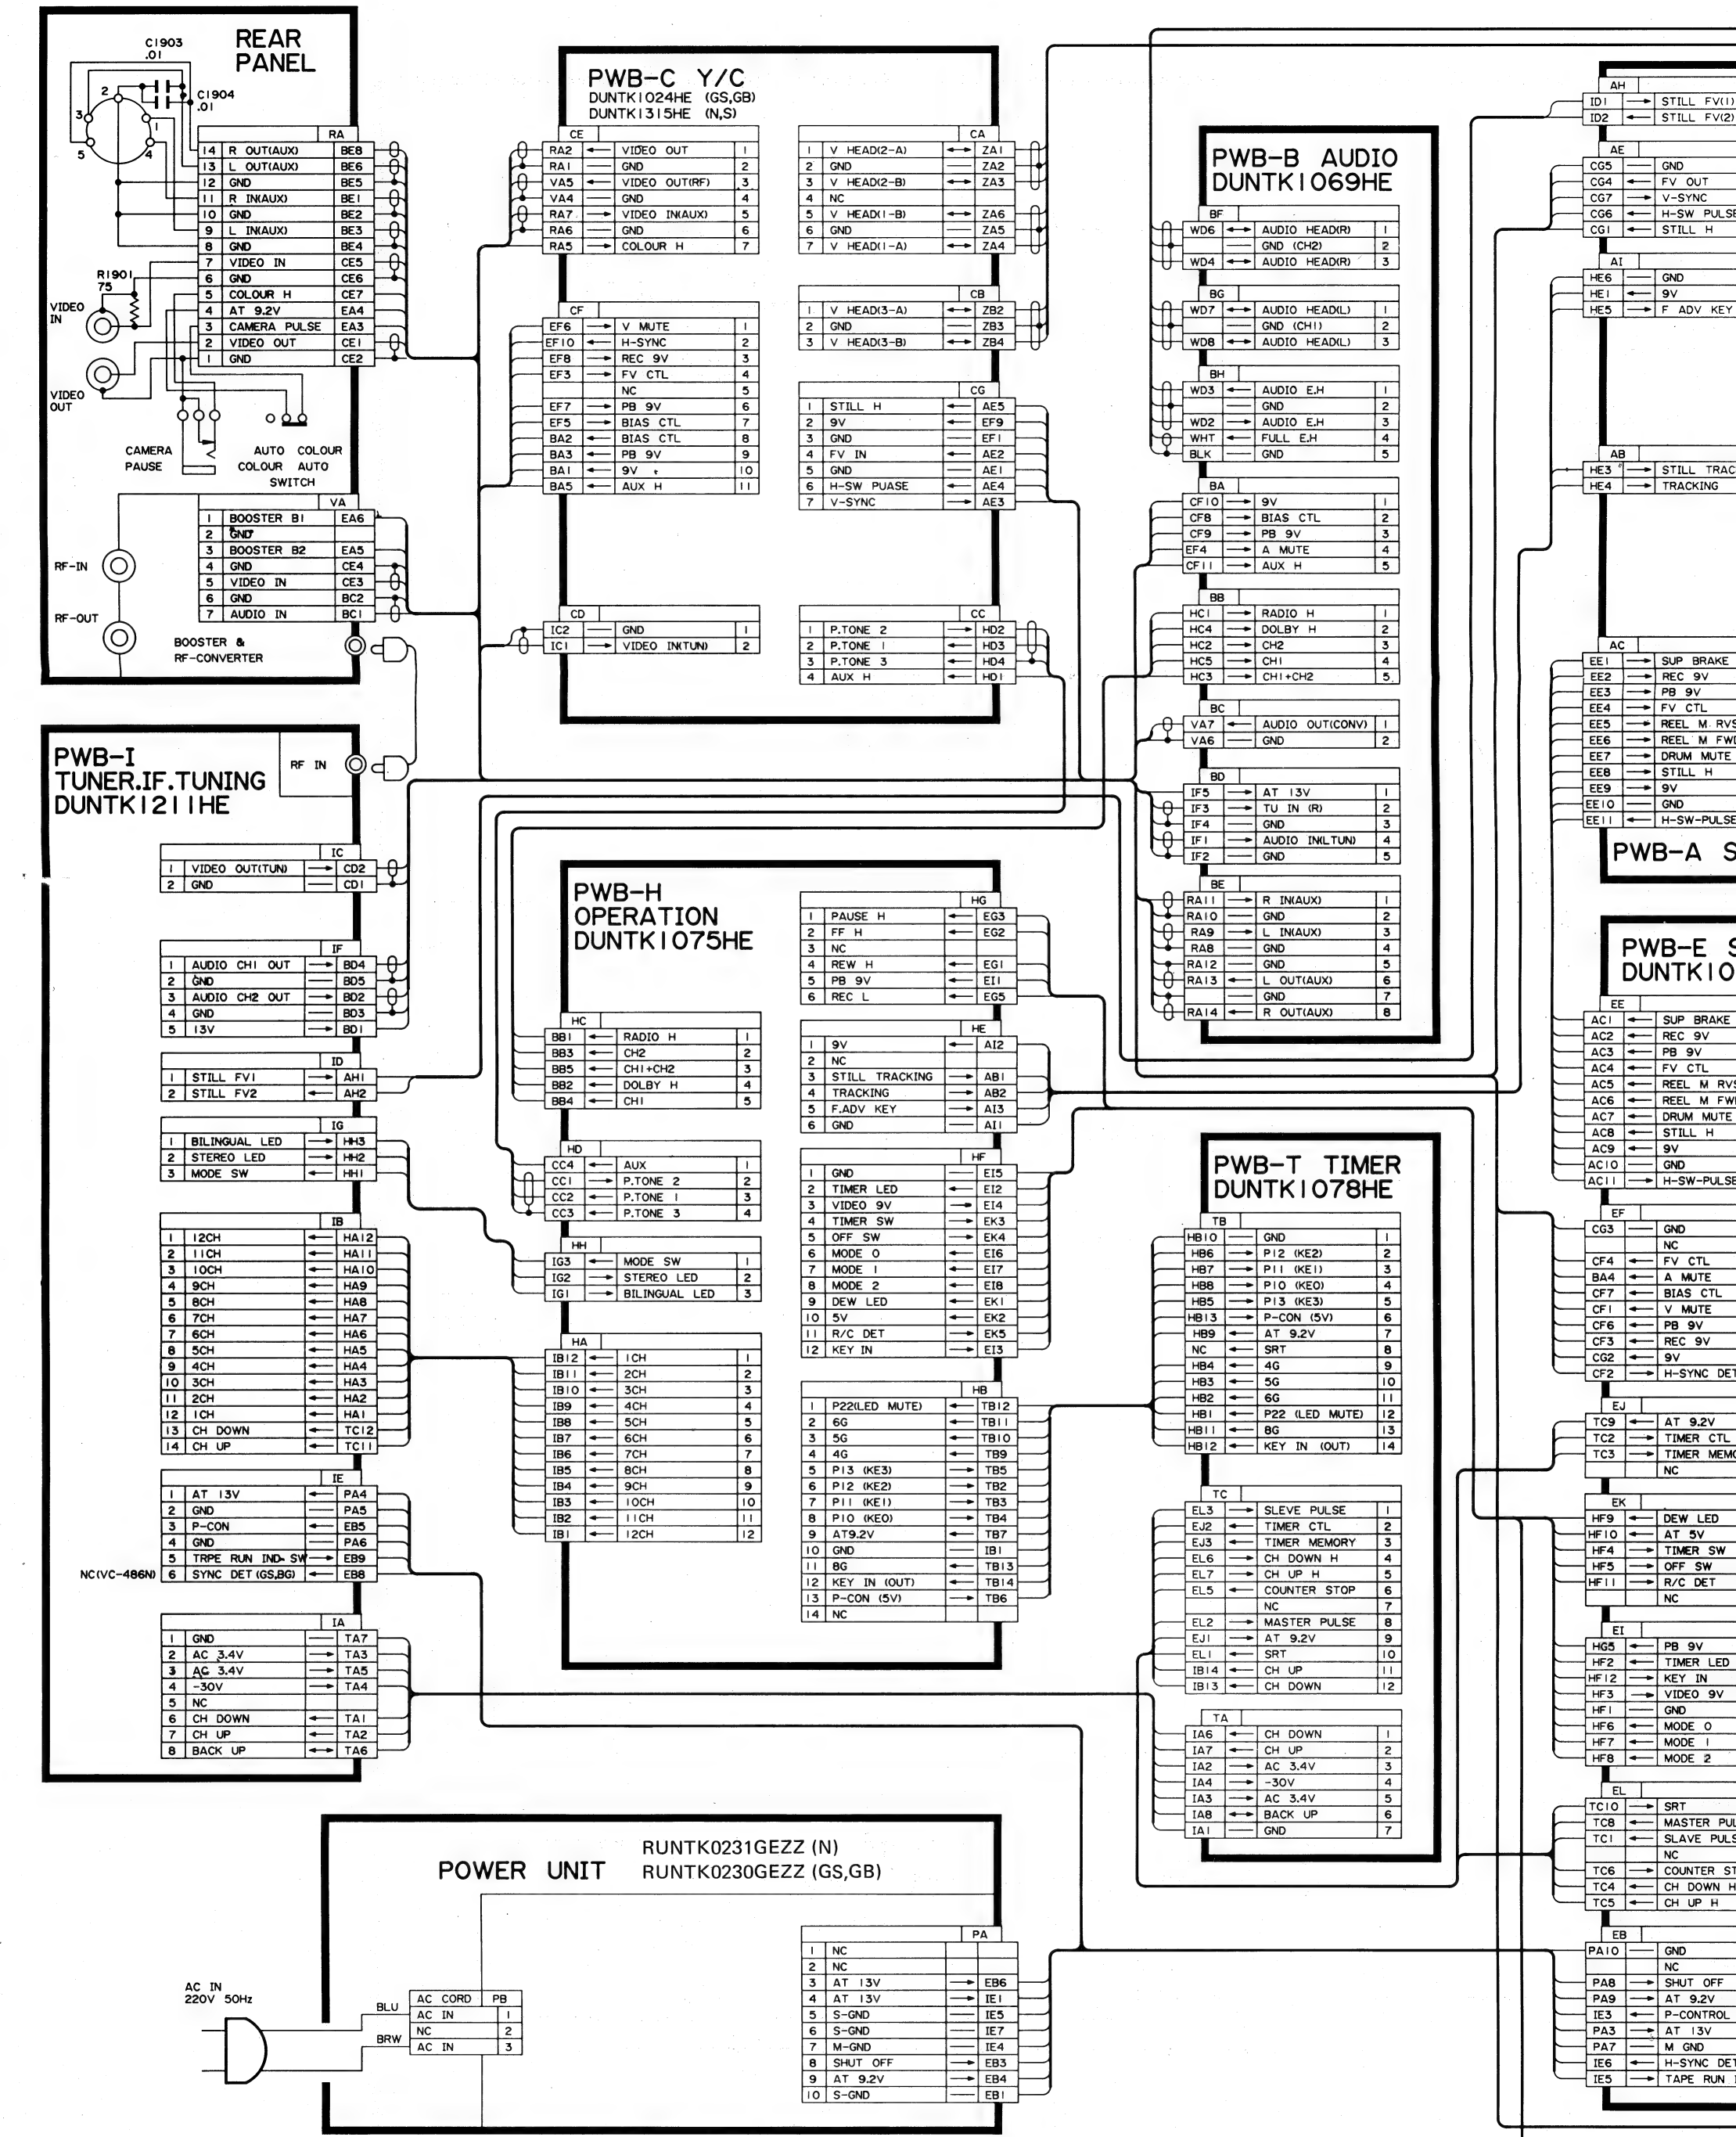 REAR
PANEL
C1903
.01
C1904
.01
2
3
1
5
4
R1901
75
VIDEO
IN
VIDEO
OUT
RA
14 R OUT(AUX) BE8
13 L OUT(AUX) BE6
12 GND BE5
11 R IN(AUX) BE1
10 GND BE2
9 L IN(AUX) BE3
8 GND BE4
7 VIDEO IN CE5
6 GND CE6
5 COLOUR H CE7
4 AT 9.2V EA4
3 CAMERA PULSE EA3
2 VIDEO OUT CE1
1 GND CE2
CAMERA
PAUSE
AUTO COLOUR
COLOUR AUTO
SWITCH
VA
1 BOOSTER B1 EA6
2 GND
3 BOOSTER B2 EA5
4 GND CE4
5 VIDEO IN CE3
6 GND BC2
7 AUDIO IN BC1
RF-IN
RF-OUT
BOOSTER &
RF-CONVERTER
PWB-I
TUNER.IF.TUNING
DUNTK1211HE
RF IN
IC
1 VIDEO OUT(TUN) → CD2
2 GND — CD1
IF
1 AUDIO CH1 OUT → BD4
2 GND — BD5
3 AUDIO CH2 OUT → BD2
4 GND — BD3
5 13V → BD1
ID
1 STILL FV1 → AH1
2 STILL FV2 ← AH2
IG
1 BILINGUAL LED → HH3
2 STEREO LED → HH2
3 MODE SW ← HH1
IB
1 12CH ← HA12
2 11CH ← HA11
3 10CH ← HA10
4 9CH ← HA9
5 8CH ← HA8
6 7CH ← HA7
7 6CH ← HA6
8 5CH ← HA5
9 4CH ← HA4
10 3CH ← HA3
11 2CH ← HA2
12 1CH ← HA1
13 CH DOWN ← TC12
14 CH UP ← TC11
IE
1 AT 13V ← PA4
2 GND — PA5
3 P-CON ← EB5
4 GND — PA6
5 TRPE RUN IND. SW → EB9
NC(VC-486N) 6 SYNC DET (GS,BG) ← EB8
IA
1 GND — TA7
2 AC 3.4V → TA3
3 AC 3.4V → TA5
4 -30V → TA4
5 NC
6 CH DOWN ← TA1
7 CH UP ← TA2
8 BACK UP ↔ TA6
PWB-C Y/C
DUNTK1024HE (GS,GB)
DUNTK1315HE (N,S)
CE
RA2 ← VIDEO OUT 1
RA1 — GND 2
VA5 ← VIDEO OUT(RF) 3
VA4 — GND 4
RA7 → VIDEO IN(AUX) 5
RA6 — GND 6
RA5 → COLOUR H 7
CF
EF6 → V MUTE 1
EF10 ← H-SYNC 2
EF8 → REC 9V 3
EF3 → FV CTL 4
NC 5
EF7 → PB 9V 6
EF5 → BIAS CTL 7
BA2 ← BIAS CTL 8
BA3 ← PB 9V 9
BA1 ← 9V 10
BA5 ← AUX H 11
CD
IC2 — GND 1
IC1 → VIDEO IN(TUN) 2
CA
1 V HEAD(2-A) ↔ ZA1
2 GND — ZA2
3 V HEAD(2-B) ↔ ZA3
4 NC
5 V HEAD(1-B) ↔ ZA6
6 GND — ZA5
7 V HEAD(1-A) ↔ ZA4
CB
1 V HEAD(3-A) ↔ ZB2
2 GND — ZB3
3 V HEAD(3-B) ↔ ZB4
CG
1 STILL H ← AE5
2 9V ← EF9
3 GND — EF1
4 FV IN ← AE2
5 GND — AE1
6 H-SW PUASE ← AE4
7 V-SYNC → AE3
CC
1 P.TONE 2 ← HD2
2 P.TONE 1 ← HD3
3 P.TONE 3 ← HD4
4 AUX H ← HD1
PWB-H
OPERATION
DUNTK1075HE
HC
BB1 ← RADIO H 1
BB3 ← CH2 2
BB5 ← CH1+CH2 3
BB2 ← DOLBY H 4
BB4 ← CH1 5
HD
CC4 ← AUX 1
CC1 ← P.TONE 2 2
CC2 ← P.TONE 1 3
CC3 ← P.TONE 3 4
HH
IG3 ← MODE SW 1
IG2 → STEREO LED 2
IG1 → BILINGUAL LED 3
HA
IB12 ← 1CH 1
IB11 ← 2CH 2
IB10 ← 3CH 3
IB9 ← 4CH 4
IB8 ← 5CH 5
IB7 ← 6CH 6
IB6 ← 7CH 7
IB5 ← 8CH 8
IB4 ← 9CH 9
IB3 ← 10CH 10
IB2 ← 11CH 11
IB1 ← 12CH 12
HG
1 PAUSE H ← EG3
2 FF H ← EG2
3 NC
4 REW H ← EG1
5 PB 9V ← EI1
6 REC L ← EG5
HE
1 9V ← AI2
2 NC
3 STILL TRACKING → AB1
4 TRACKING → AB2
5 F.ADV KEY → AI3
6 GND — AI1
HF
1 GND — EI5
2 TIMER LED ← EI2
3 VIDEO 9V → EI4
4 TIMER SW → EK3
5 OFF SW → EK4
6 MODE 0 ← EI6
7 MODE 1 ← EI7
8 MODE 2 ← EI8
9 DEW LED ← EK1
10 5V ← EK2
11 R/C DET → EK5
12 KEY IN ← EI3
HB
1 P22(LED MUTE) ← TB12
2 6G ← TB11
3 5G ← TB10
4 4G ← TB9
5 P13 (KE3) → TB5
6 P12 (KE2) → TB2
7 P11 (KE1) → TB3
8 P10 (KE0) → TB4
9 AT9.2V ← TB7
10 GND — IB1
11 8G ← TB13
12 KEY IN (OUT) ← TB14
13 P-CON (5V) → TB6
14 NC
PWB-B AUDIO
DUNTK1069HE
BF
WD6 ↔ AUDIO HEAD(R) 1
GND (CH2) 2
WD4 ↔ AUDIO HEAD(R) 3
BG
WD7 ↔ AUDIO HEAD(L) 1
GND (CH1) 2
WD8 ↔ AUDIO HEAD(L) 3
BH
WD3 ← AUDIO E.H 1
GND 2
WD2 → AUDIO E.H 3
WHT ← FULL E.H 4
BLK — GND 5
BA
CF10 → 9V 1
CF8 → BIAS CTL 2
CF9 → PB 9V 3
EF4 → A MUTE 4
CF11 → AUX H 5
BB
HC1 → RADIO H 1
HC4 → DOLBY H 2
HC2 → CH2 3
HC5 → CH1 4
HC3 → CH1+CH2 5
BC
VA7 ← AUDIO OUT(CONV) 1
VA6 — GND 2
BD
IF5 → AT 13V 1
IF3 → TU IN (R) 2
IF4 — GND 3
IF1 → AUDIO IN(L TUN) 4
IF2 — GND 5
BE
RA11 → R IN(AUX) 1
RA10 — GND 2
RA9 → L IN(AUX) 3
RA8 — GND 4
RA12 — GND 5
RA13 ← L OUT(AUX) 6
GND 7
RA14 ← R OUT(AUX) 8
PWB-T TIMER
DUNTK1078HE
TB
HB10 — GND 1
HB6 → P12 (KE2) 2
HB7 → P11 (KE1) 3
HB8 → P10 (KE0) 4
HB5 → P13 (KE3) 5
HB13 → P-CON (5V) 6
HB9 ← AT 9.2V 7
NC ← SRT 8
HB4 ← 4G 9
HB3 ← 5G 10
HB2 ← 6G 11
HB1 ← P22 (LED MUTE) 12
HB11 ← 8G 13
HB12 ← KEY IN (OUT) 14
TC
EL3 → SLEVE PULSE 1
EJ2 ← TIMER CTL 2
EJ3 ← TIMER MEMORY 3
EL6 → CH DOWN H 4
EL7 → CH UP H 5
EL5 ← COUNTER STOP 6
NC 7
EL2 → MASTER PULSE 8
EJ1 → AT 9.2V 9
EL1 ← SRT 10
IB14 ← CH UP 11
IB13 ← CH DOWN 12
TA
IA6 ← CH DOWN 1
IA7 ← CH UP 2
IA2 → AC 3.4V 3
IA4 → -30V 4
IA3 → AC 3.4V 5
IA8 ↔ BACK UP 6
IA1 — GND 7
POWER UNIT
RUNTK0231GEZZ (N)
RUNTK0230GEZZ (GS,GB)
AC IN
220V 50Hz
BLU
BRW
AC CORD PB
AC IN 1
NC 2
AC IN 3
PA
1 NC
2 NC
3 AT 13V → EB6
4 AT 13V → IE1
5 S-GND — IE5
6 S-GND — IE7
7 M-GND — IE4
8 SHUT OFF → EB3
9 AT 9.2V → EB4
10 S-GND — EB1
AH
ID1 → STILL FV(1)
ID2 ← STILL FV(2)
AE
CG5 — GND
CG4 ← FV OUT
CG7 → V-SYNC
CG6 ← H-SW PULSE
CG1 ← STILL H
AI
HE6 — GND
HE1 ← 9V
HE5 → F ADV KEY
AB
HE3 → STILL TRAC
HE4 → TRACKING
AC
EE1 → SUP BRAKE
EE2 → REC 9V
EE3 → PB 9V
EE4 → FV CTL
EE5 → REEL M RVS
EE6 → REEL M FW
EE7 → DRUM MUTE
EE8 → STILL H
EE9 → 9V
EE10 — GND
EE11 ← H-SW-PULSE
PWB-A S
PWB-E S
DUNTK10
EE
AC1 ← SUP BRAKE
AC2 ← REC 9V
AC3 ← PB 9V
AC4 ← FV CTL
AC5 ← REEL M RVS
AC6 ← REEL M FW
AC7 ← DRUM MUTE
AC8 ← STILL H
AC9 ← 9V
AC10 — GND
AC11 → H-SW-PULSE
EF
CG3 — GND
NC
CF4 ← FV CTL
BA4 ← A MUTE
CF7 ← BIAS CTL
CF1 ← V MUTE
CF6 ← PB 9V
CF3 ← REC 9V
CG2 ← 9V
CF2 → H-SYNC DET
EJ
TC9 ← AT 9.2V
TC2 → TIMER CTL
TC3 → TIMER MEMO
NC
EK
HF9 ← DEW LED
HF10 ← AT 5V
HF4 → TIMER SW
HF5 → OFF SW
HF11 → R/C DET
NC
EI
HG5 ← PB 9V
HF2 ← TIMER LED
HF12 → KEY IN
HF3 → VIDEO 9V
HF1 — GND
HF6 ← MODE 0
HF7 ← MODE 1
HF8 ← MODE 2
EL
TC10 → SRT
TC8 ← MASTER PUL
TC1 ← SLAVE PULS
NC
TC6 → COUNTER ST
TC4 ← CH DOWN H
TC5 ← CH UP H
EB
PA10 — GND
NC
PA8 → SHUT OFF
PA9 → AT 9.2V
IE3 ← P-CONTROL
PA3 → AT 13V
PA7 — M GND
IE6 ← H-SYNC DET
IE5 → TAPE RUN